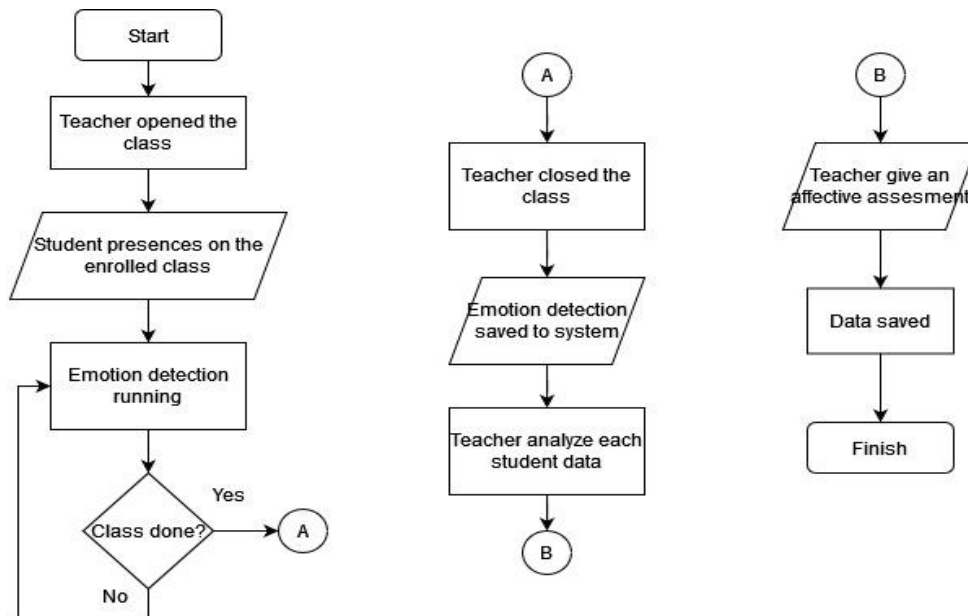 Start
Teacher opened the
class
Student presences on the
enrolled class
Emotion detection
running
Class done?
Yes
A
No
A
Teacher closed the
class
Emotion detection
saved to system
Teacher analyze each
student data
B
B
Teacher give an
affective assesment
Data saved
Finish